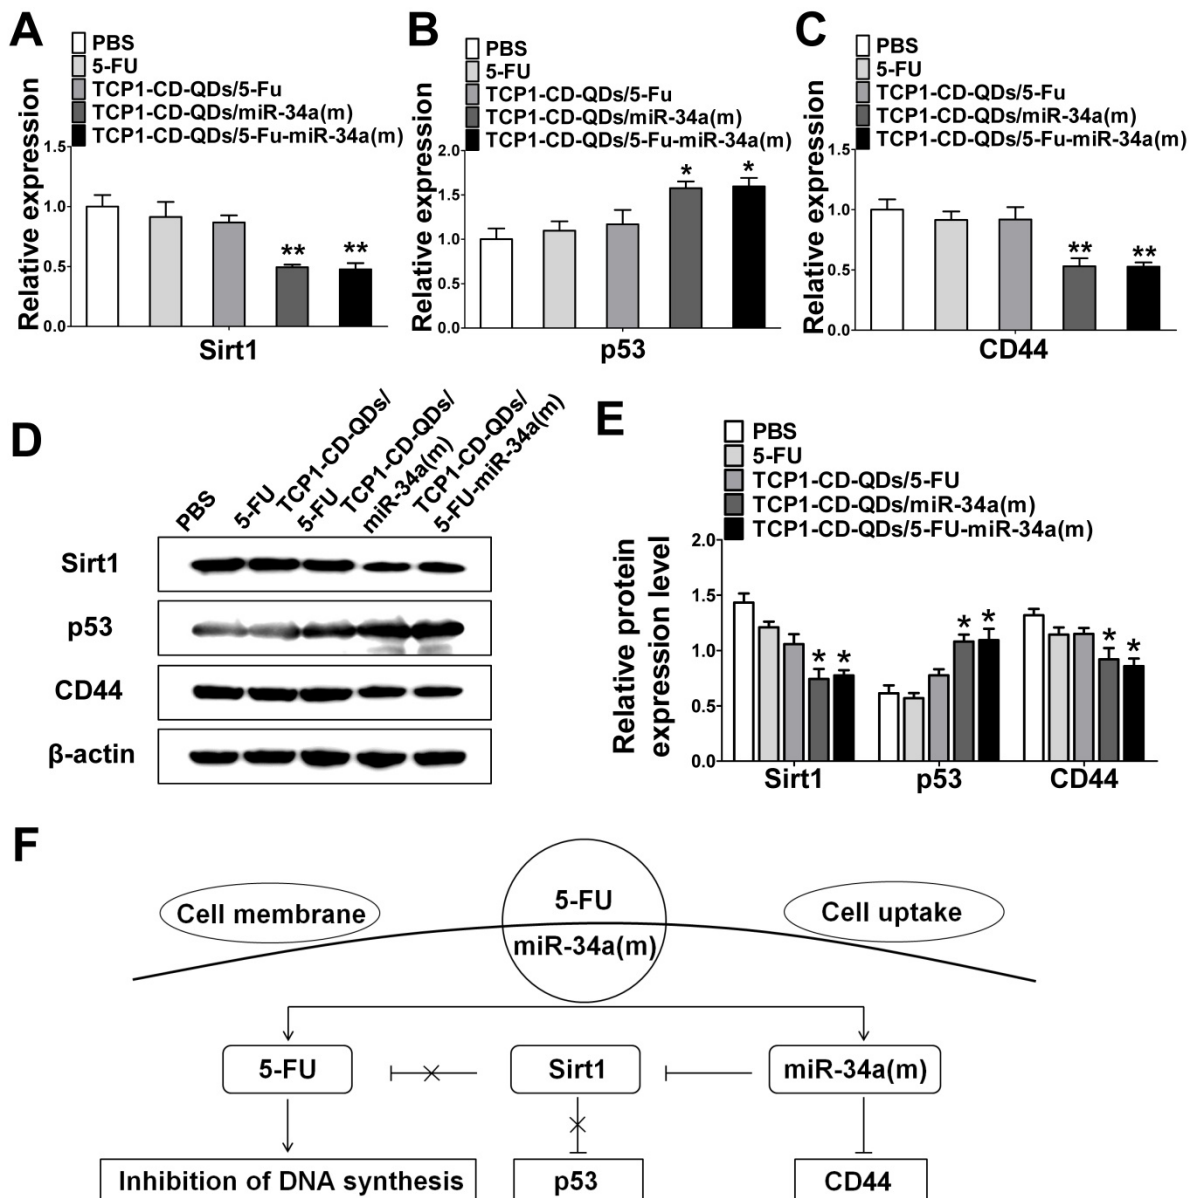 A
PBS
5-FU
TCP1-CD-QDs/5-Fu
TCP1-CD-QDs/miR-34a(m)
TCP1-CD-QDs/5-Fu-miR-34a(m)
Relative expression
1.5
1.0
0.5
0.0
**
**
Sirt1
B
PBS
5-FU
TCP1-CD-QDs/5-Fu
TCP1-CD-QDs/miR-34a(m)
TCP1-CD-QDs/5-Fu-miR-34a(m)
Relative expression
2.0
1.5
1.0
0.5
0.0
*
*
p53
C
PBS
5-FU
TCP1-CD-QDs/5-Fu
TCP1-CD-QDs/miR-34a(m)
TCP1-CD-QDs/5-Fu-miR-34a(m)
Relative expression
1.5
1.0
0.5
0.0
**
**
CD44
D
PBS
5-FU
TCP1-CD-QDs/
5-FU
TCP1-CD-QDs/
miR-34a(m)
TCP1-CD-QDs/
5-FU-miR-34a(m)
Sirt1
p53
CD44
β-actin
E
PBS
5-FU
TCP1-CD-QDs/5-FU
TCP1-CD-QDs/miR-34a(m)
TCP1-CD-QDs/5-FU-miR-34a(m)
Relative protein
expression level
2.0
1.5
1.0
0.5
0.0
*
*
*
*
*
*
Sirt1
p53
CD44
F
Cell membrane
5-FU
miR-34a(m)
Cell uptake
5-FU
Sirt1
miR-34a(m)
Inhibition of DNA synthesis
p53
CD44